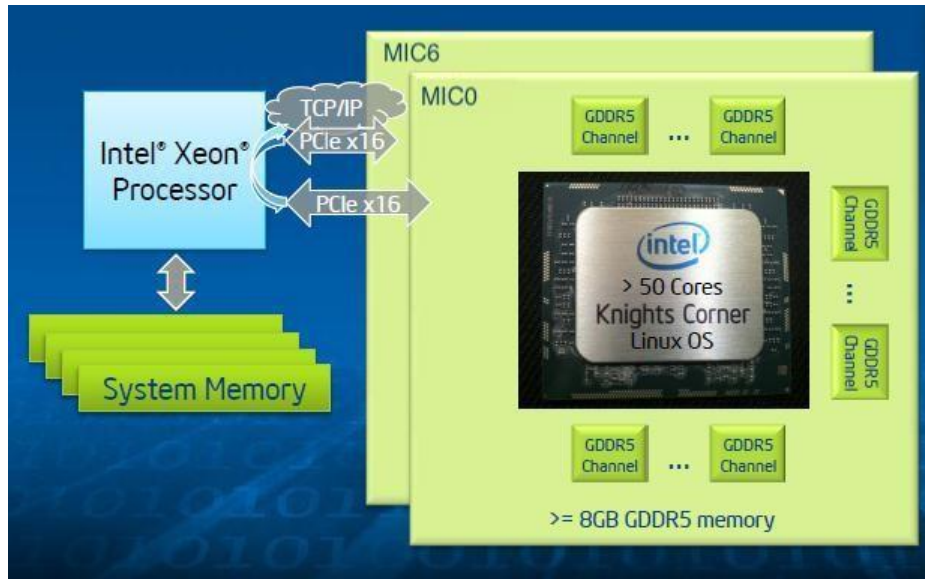 MIC6
MIC0
TCP/IP
PCIe x16
PCIe x16
Intel® Xeon®
Processor
System Memory
GDDR5
Channel
...
GDDR5
Channel
GDDR5
Channel
...
GDDR5
Channel
intel
> 50 Cores
Knights Corner
Linux OS
GDDR5
Channel
...
GDDR5
Channel
>= 8GB GDDR5 memory